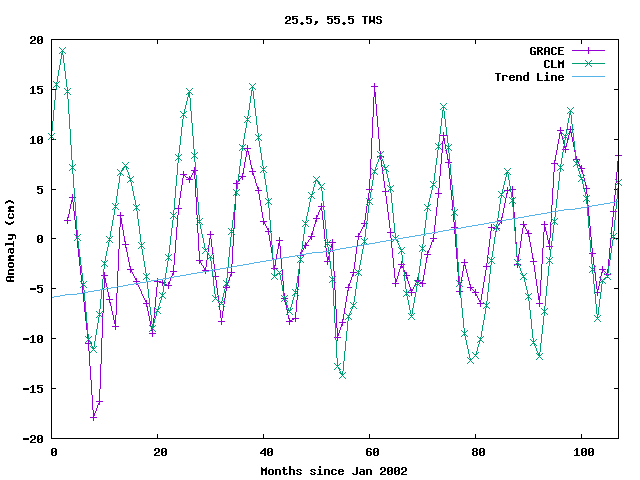 25.5, 55.5 TWS
GRACE
CLM
Trend Line
20
15
10
5
0
-5
-10
-15
-20
Anomaly (cm)
0 20 40 60 80 100
Months since Jan 2002